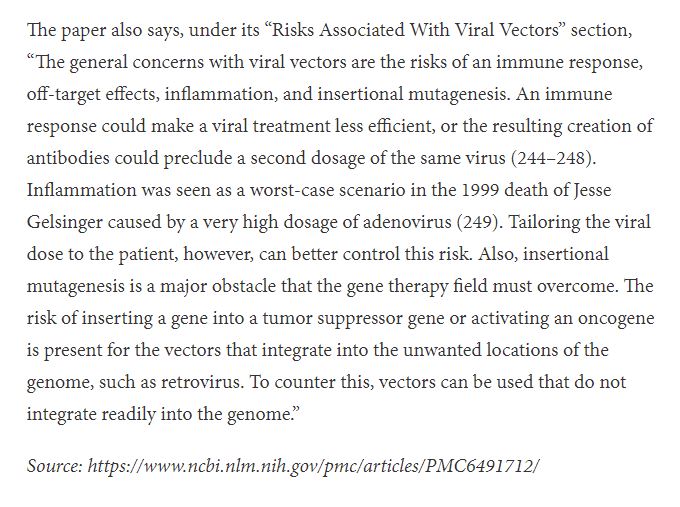 The paper also says, under its “Risks Associated With Viral Vectors” section,
“The general concerns with viral vectors are the risks of an immune response,
off-target effects, inflammation, and insertional mutagenesis. An immune
response could make a viral treatment less efficient, or the resulting creation of
antibodies could preclude a second dosage of the same virus (244–248).
Inflammation was seen as a worst-case scenario in the 1999 death of Jesse
Gelsinger caused by a very high dosage of adenovirus (249). Tailoring the viral
dose to the patient, however, can better control this risk. Also, insertional
mutagenesis is a major obstacle that the gene therapy field must overcome. The
risk of inserting a gene into a tumor suppressor gene or activating an oncogene
is present for the vectors that integrate into the unwanted locations of the
genome, such as retrovirus. To counter this, vectors can be used that do not
integrate readily into the genome.”
Source: https://www.ncbi.nlm.nih.gov/pmc/articles/PMC6491712/